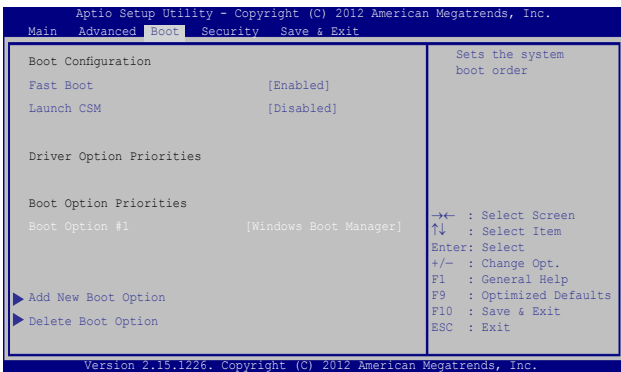 Aptio Setup Utility - Copyright (C) 2012 American Megatrends, Inc.
Main Advanced Boot Security Save & Exit
Boot Configuration
Fast Boot [Enabled]
Launch CSM [Disabled]
Driver Option Priorities
Boot Option Priorities
Boot Option #1 [Windows Boot Manager]
Add New Boot Option
Delete Boot Option
Sets the system
boot order
→← : Select Screen
↑↓ : Select Item
Enter: Select
+/— : Change Opt.
F1 : General Help
F9 : Optimized Defaults
F10 : Save & Exit
ESC : Exit
Version 2.15.1226. Copyright (C) 2012 American Megatrends, Inc.